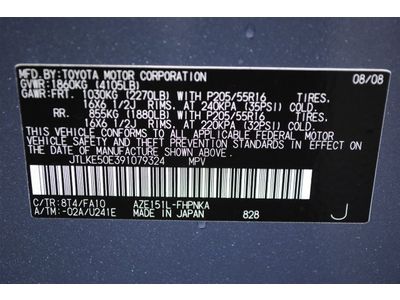 MFD. BY: TOYOTA MOTOR CORPORATION 08/08
GVWR: 1860KG (4105LB)
GAWR: FRT. 1030KG (2270LB) WITH P205/55R16 TIRES.
16X6 1/2J RIMS. AT 240KPA (35PSI) COLD.
RR. 855KG (1880LB) WITH P205/55R16 TIRES.
16X6 1/2J RIMS. AT 220KPA (32PSI) COLD.
THIS VEHICLE CONFORMS TO ALL APPLICABLE FEDERAL MOTOR
VEHICLE SAFETY, BUMPER, AND THEFT PREVENTION
STANDARDS IN EFFECT ON THE DATE OF
MANUFACTURE SHOWN ABOVE.
JTLKE50E391079324 MPV
C/TR: 8T4/FA10 AZE151L-FHPNKA
A/TM: -02A/U241E MADE IN JAPAN 828 J